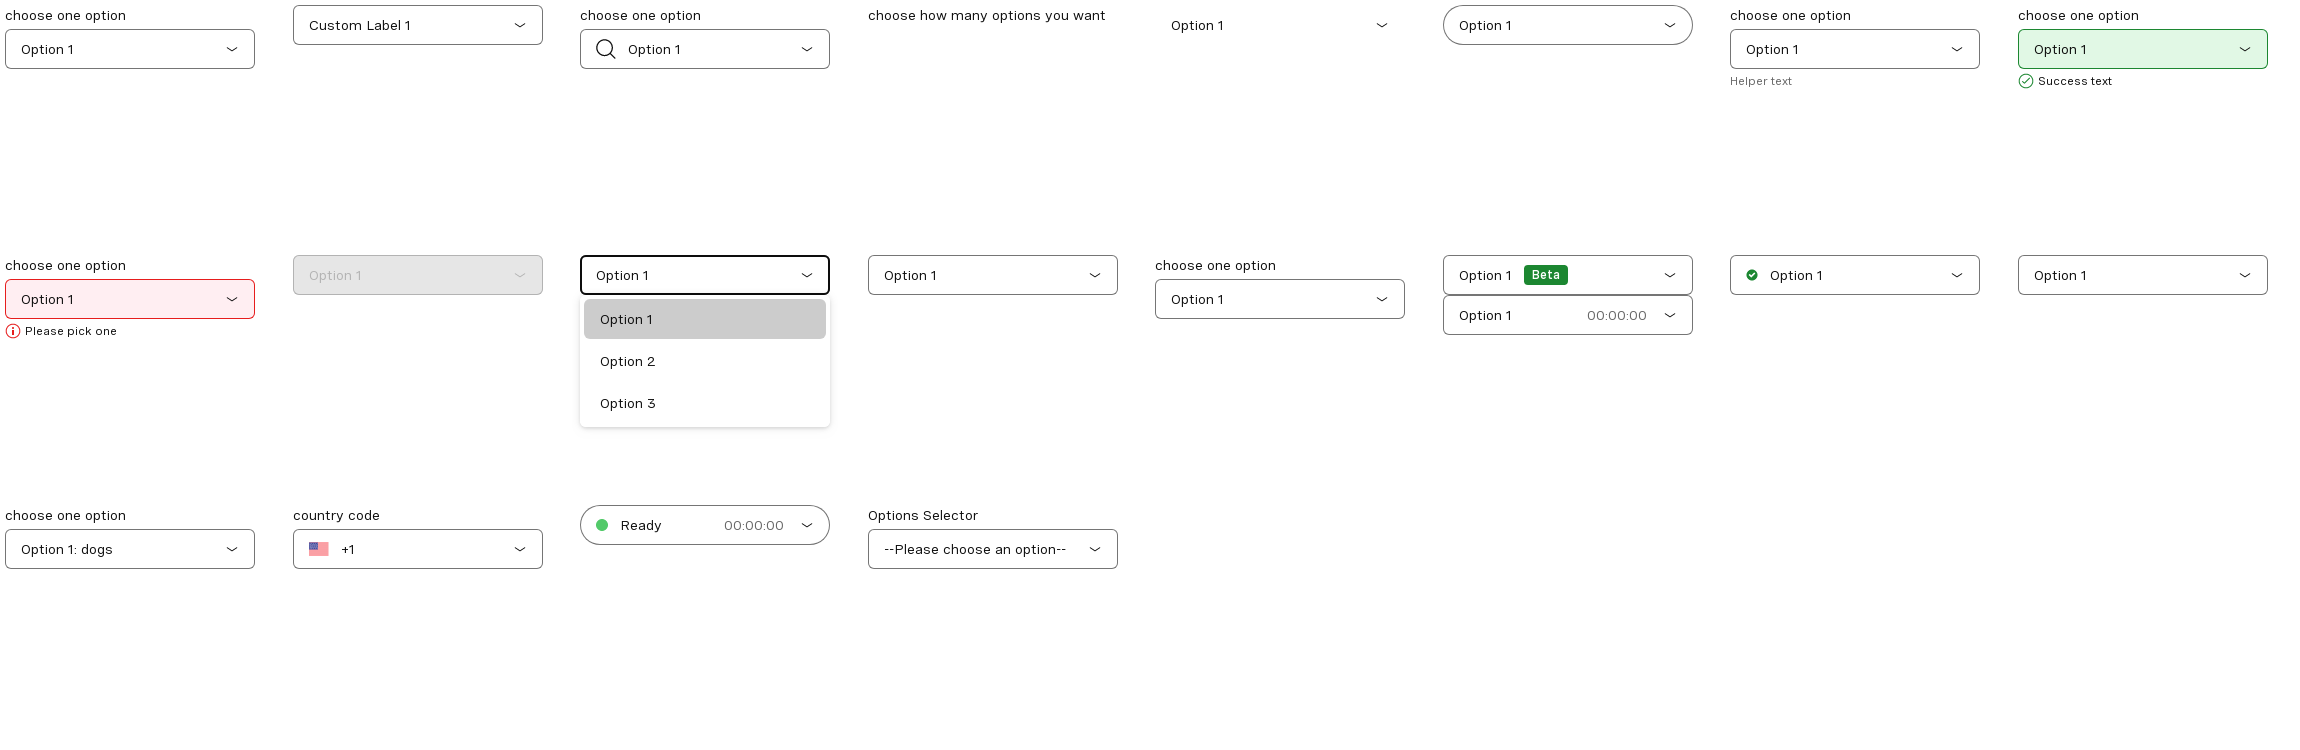 choose one option
Option 1
Custom Label 1
choose one option
Option 1
choose how many options you want
Option 1
Option 1
choose one option
Option 1
Helper text
choose one option
Option 1
Success text
choose one option
Option 1
Please pick one
Option 1
Option 1
Option 1
Option 2
Option 3
Option 1
choose one option
Option 1
Option 1 Beta
Option 1 00:00:00
Option 1
Option 1
choose one option
Option 1: dogs
country code
+1
Ready 00:00:00
Options Selector
--Please choose an option--